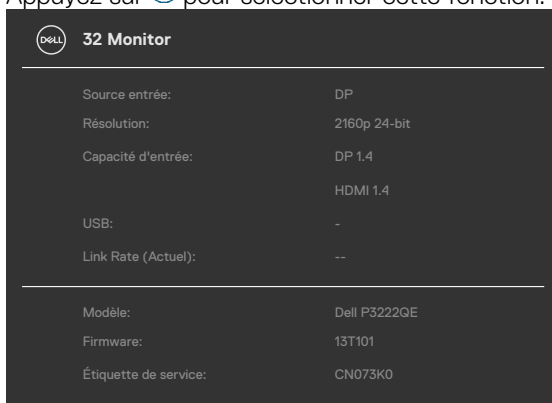 Appuyez sur pour sélectionner cette fonction.
DELL 32 Monitor
Source entrée: DP
Résolution: 2160p 24-bit
Capacité d'entrée: DP 1.4
HDMI 1.4
USB: -
Link Rate (Actuel): --
Modèle: Dell P3222QE
Firmware: 13T101
Étiquette de service: CN073K0